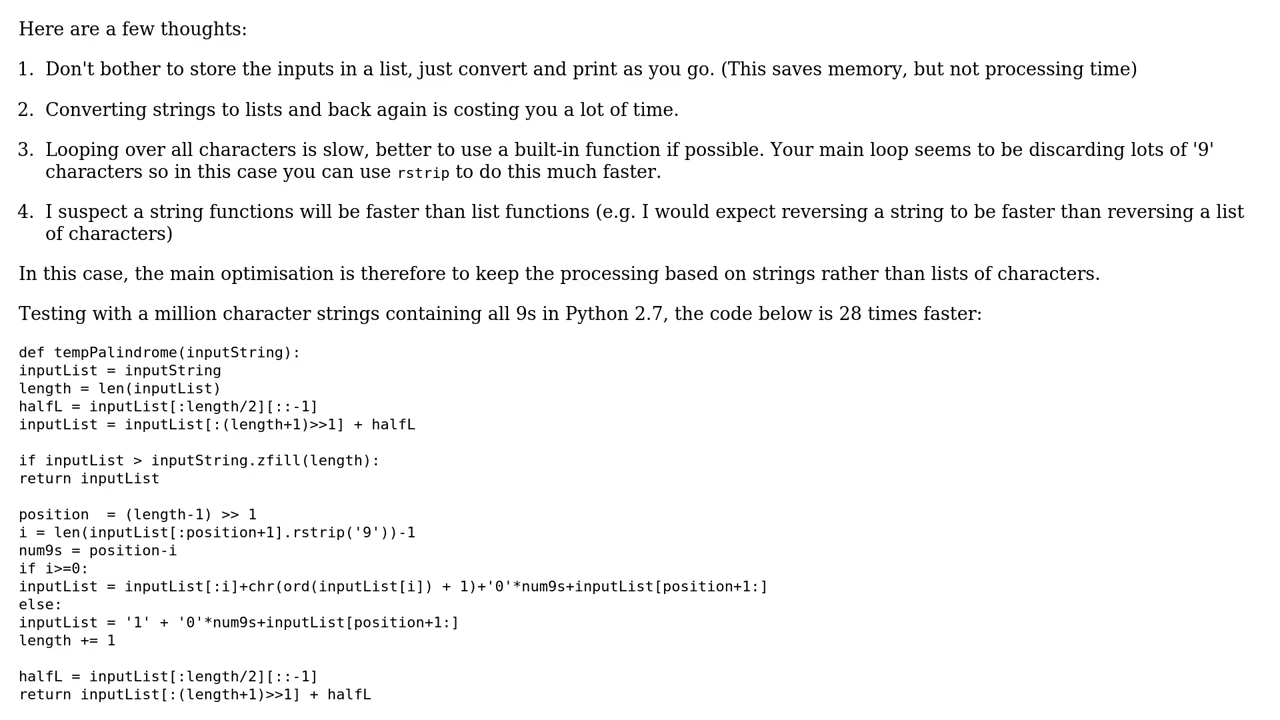 Here are a few thoughts:
1. Don't bother to store the inputs in a list, just convert and print as you go. (This saves memory, but not processing time)
2. Converting strings to lists and back again is costing you a lot of time.
3. Looping over all characters is slow, better to use a built-in function if possible. Your main loop seems to be discarding lots of '9'
characters so in this case you can use rstrip to do this much faster.
4. I suspect a string functions will be faster than list functions (e.g. I would expect reversing a string to be faster than reversing a list
of characters)
In this case, the main optimisation is therefore to keep the processing based on strings rather than lists of characters.
Testing with a million character strings containing all 9s in Python 2.7, the code below is 28 times faster:
def tempPalindrome(inputString):
inputList = inputString
length = len(inputList)
halfL = inputList[:length/2][::-1]
inputList = inputList[:(length+1)>>1] + halfL
if inputList > inputString.zfill(length):
return inputList
position  = (length-1) >> 1
i = len(inputList[:position+1].rstrip('9'))-1
num9s = position-i
if i>=0:
inputList = inputList[:i]+chr(ord(inputList[i]) + 1)+'0'*num9s+inputList[position+1:]
else:
inputList = '1' + '0'*num9s+inputList[position+1:]
length += 1
halfL = inputList[:length/2][::-1]
return inputList[:(length+1)>>1] + halfL